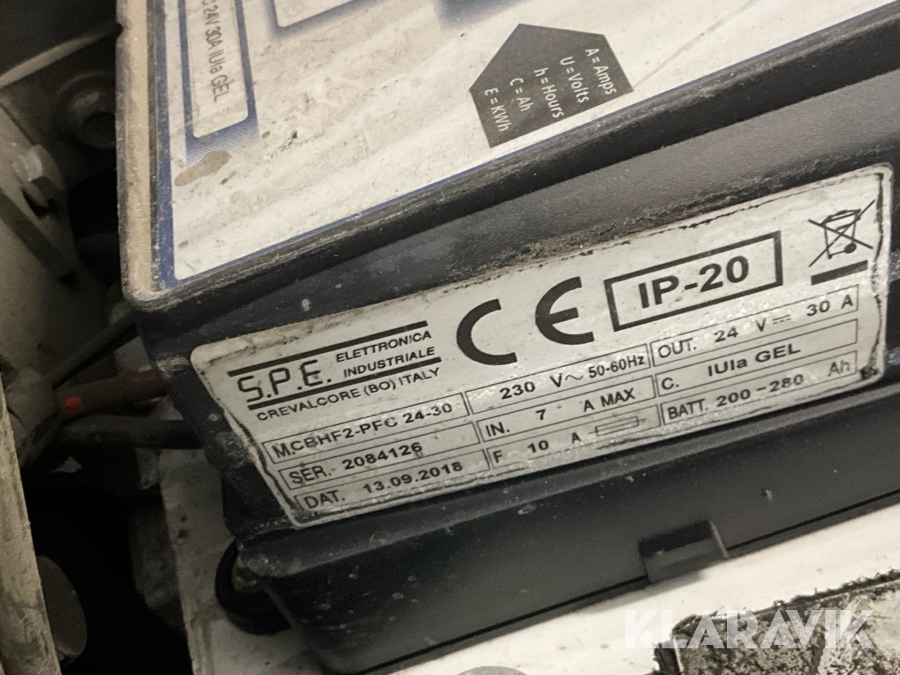 24V 30A IUIa GEL
A = Amps
U = Volts
h = Hours
C = Ah
E = KWh
S.P.E. ELETTRONICA INDUSTRIALE
CREVALCORE (BO) ITALY
CE IP-20
M. CBHF2-PFC 24-30 230 V~ 50-60Hz OUT. 24 V 30 A
SER. 2084126 IN. 7 A MAX C. IUIa GEL
DAT. 13.09.2018 F 10 A BATT. 200-280 Ah
KLARAVIK